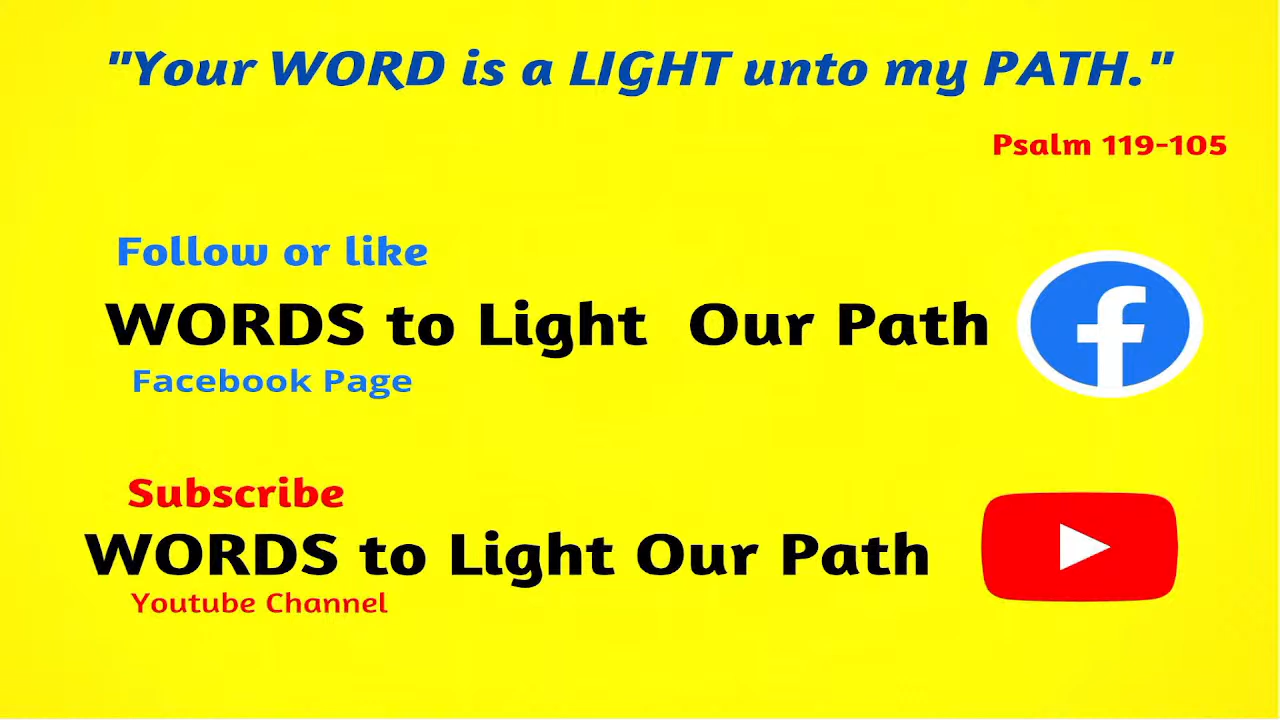 "Your WORD is a LIGHT unto my PATH."
Psalm 119-105
Follow or like
WORDS to Light Our Path
Facebook Page
Subscribe
WORDS to Light Our Path
Youtube Channel